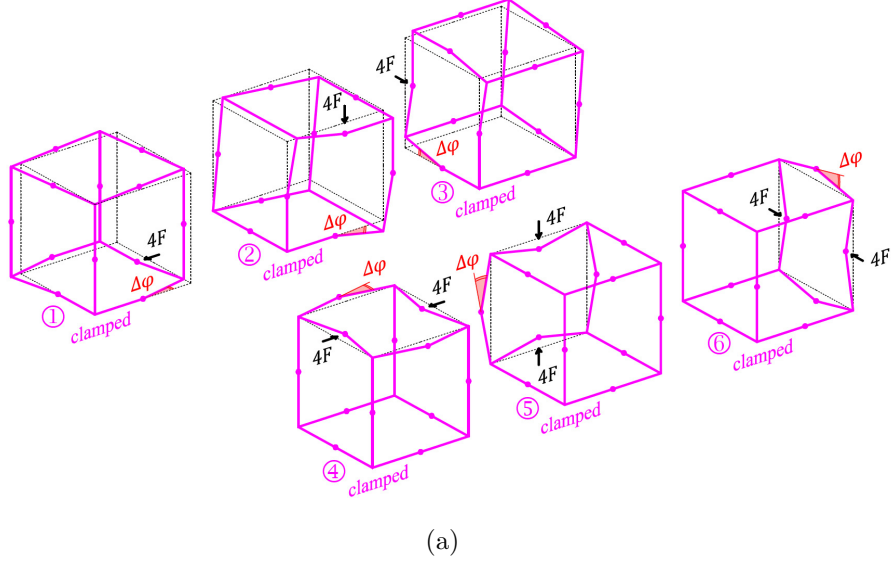 4F
Δφ
①
clamped
4F
Δφ
②
clamped
4F
Δφ
③
clamped
Δφ
4F
4F
④
clamped
4F
Δφ
4F
⑤
clamped
Δφ
4F
4F
⑥
clamped
(a)